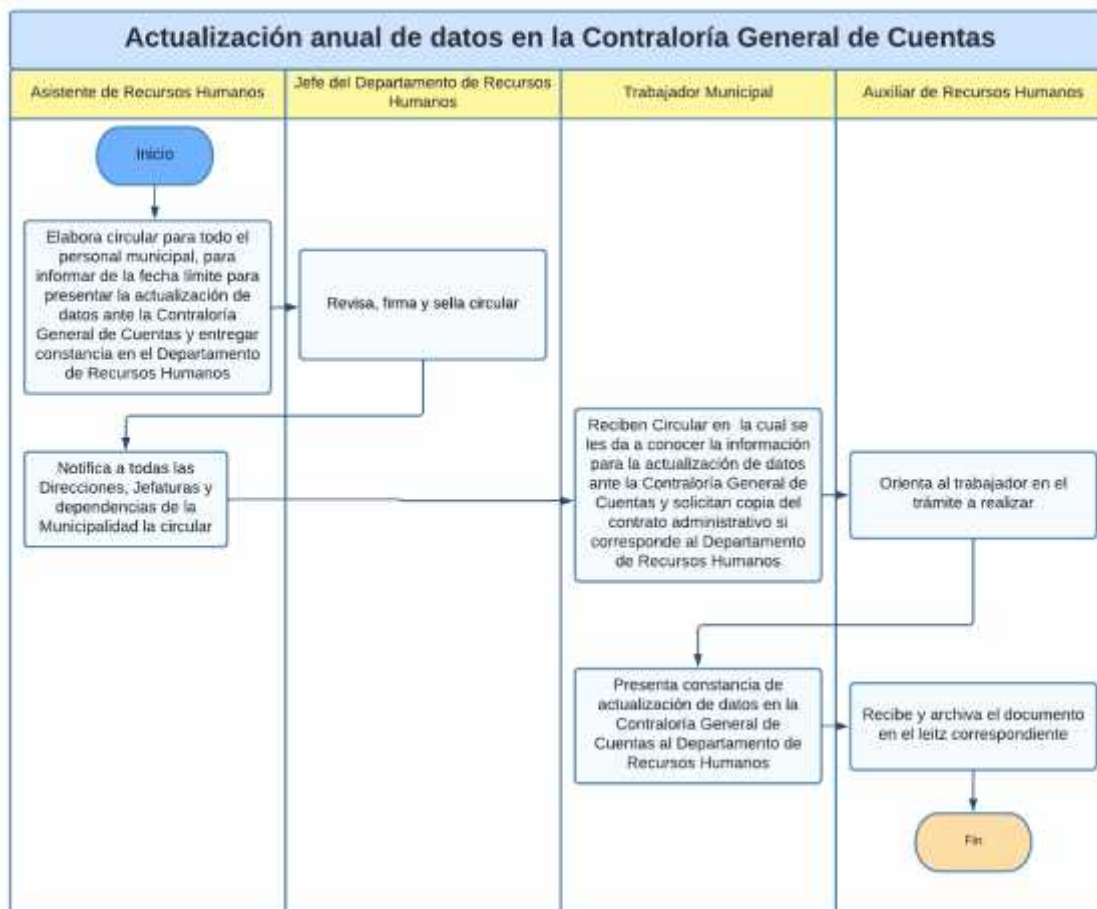 Actualización anual de datos en la Contraloría General de Cuentas
Asistente de Recursos Humanos
Jefe del Departamento de Recursos
Humanos
Trabajador Municipal
Auxiliar de Recursos Humanos
Inicio
Elabora circular para todo el
personal municipal, para
informar de la fecha límite para
presentar la actualización de
datos ante la Contraloría
General de Cuentas y entregar
constancia en el Departamento
de Recursos Humanos
Revisa, firma y sella circular
Notifica a todas las
Direcciones, Jefaturas y
dependencias de la
Municipalidad la circular
Reciben Circular en la cual se
les da a conocer la información
para la actualización de datos
ante la Contraloría General de
Cuentas y solicitan copia del
contrato administrativo si
corresponde al Departamento
de Recursos Humanos
Orienta al trabajador en el
trámite a realizar
Presenta constancia de
actualización de datos en la
Contraloría General de
Cuentas al Departamento de
Recursos Humanos
Recibe y archiva el documento
en el leitz correspondiente
Fin